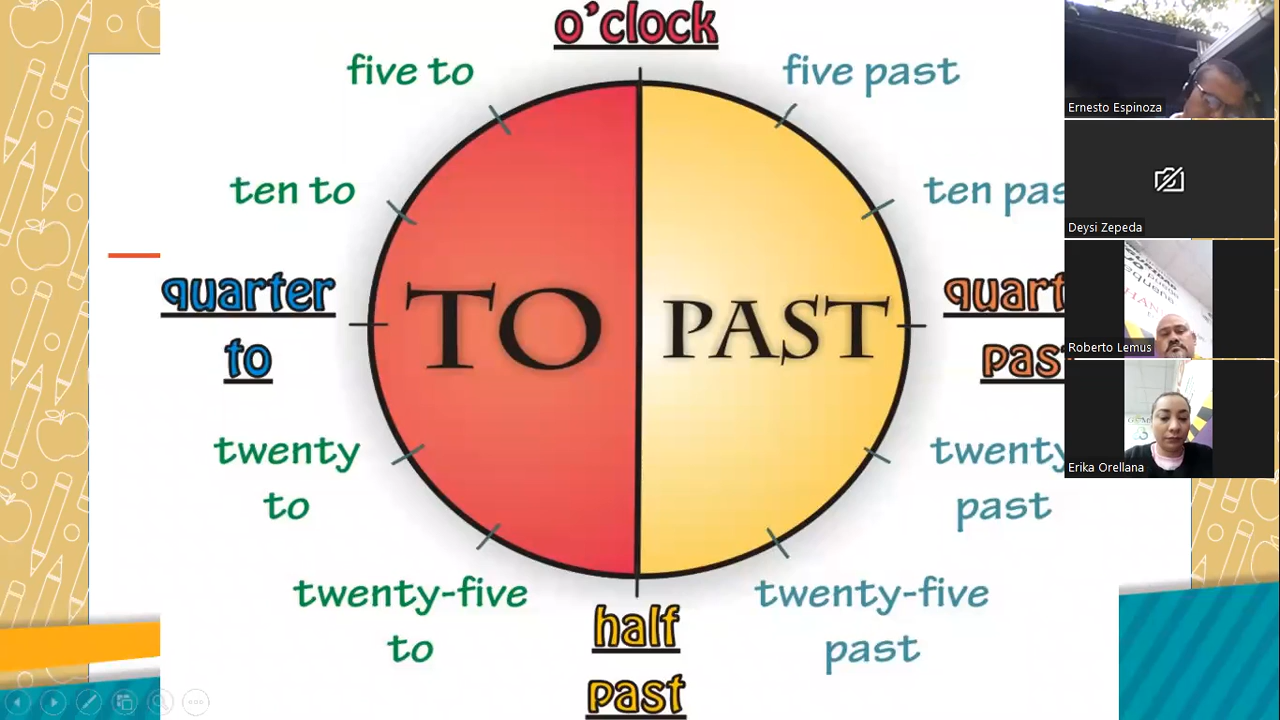 o'clock
five to
five past
ten to
ten
quarter
to
TO
PAST
twenty
to
twenty
past
twenty-five
to
twenty-five
past
half
past
Ernesto Espinoza
Deysi Zepeda
Roberto Lemus
Erika Orellana